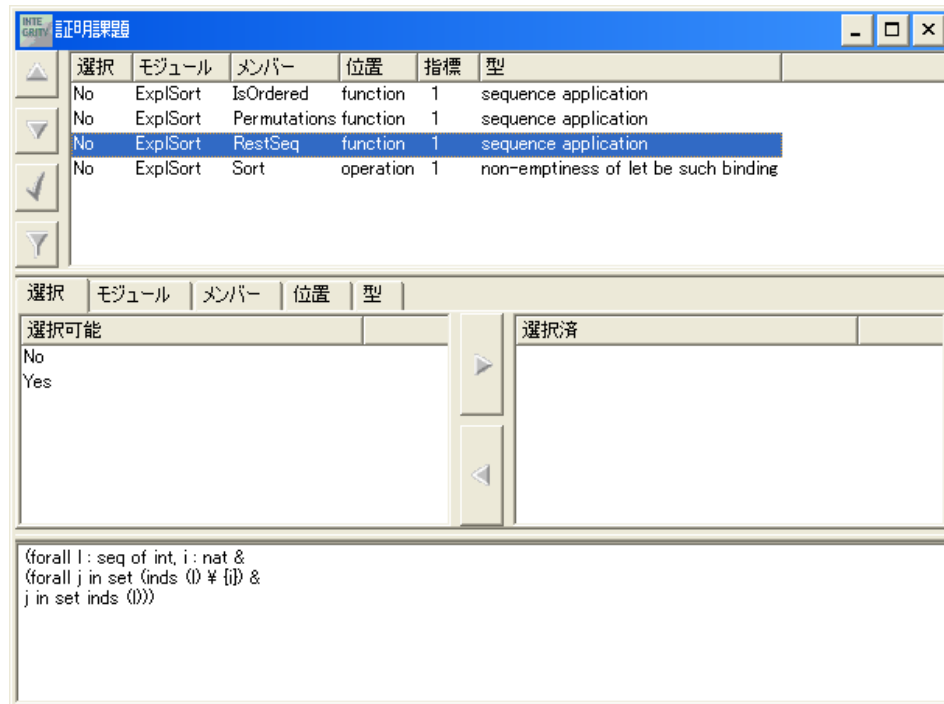 INTE
GRITY 証明課題
選択 モジュール メンバー 位置 指標 型
No ExplSort IsOrdered function 1 sequence application
No ExplSort Permutations function 1 sequence application
No ExplSort RestSeq function 1 sequence application
No ExplSort Sort operation 1 non-emptiness of let be such binding
選択 モジュール メンバー 位置 型
選択可能 選択済
No
Yes
(forall l : seq of int, i : nat &
(forall j in set (inds (l) ¥ {i}) &
j in set inds (l)))